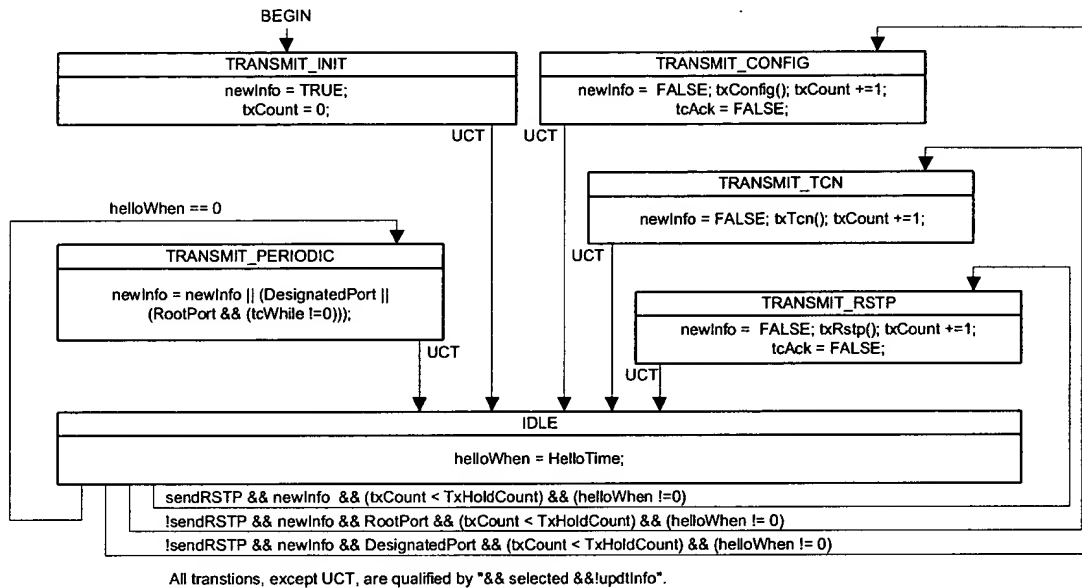 BEGIN
TRANSMIT_INIT
newInfo = TRUE;
txCount = 0;
UCT
TRANSMIT_CONFIG
newInfo = FALSE; txConfig(); txCount +=1;
tcAck = FALSE;
UCT
TRANSMIT_TCN
newInfo = FALSE; txTcn(); txCount +=1;
UCT
helloWhen == 0
TRANSMIT_PERIODIC
newInfo = newInfo || (DesignatedPort ||
(RootPort && (tcWhile !=0)));
UCT
TRANSMIT_RSTP
newInfo = FALSE; txRstp(); txCount +=1;
tcAck = FALSE;
UCT
IDLE
helloWhen = HelloTime;
sendRSTP && newInfo && (txCount < TxHoldCount) && (helloWhen !=0)
!sendRSTP && newInfo && RootPort && (txCount < TxHoldCount) && (helloWhen != 0)
!sendRSTP && newInfo && DesignatedPort && (txCount < TxHoldCount) && (helloWhen != 0)
All transtions, except UCT, are qualified by "&& selected &&!updtInfo".